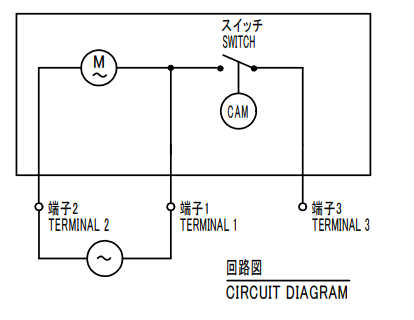 スイッチ
SWITCH
M
~
CAM
端子2
TERMINAL 2
端子1
TERMINAL 1
端子3
TERMINAL 3
~
回路図
CIRCUIT DIAGRAM